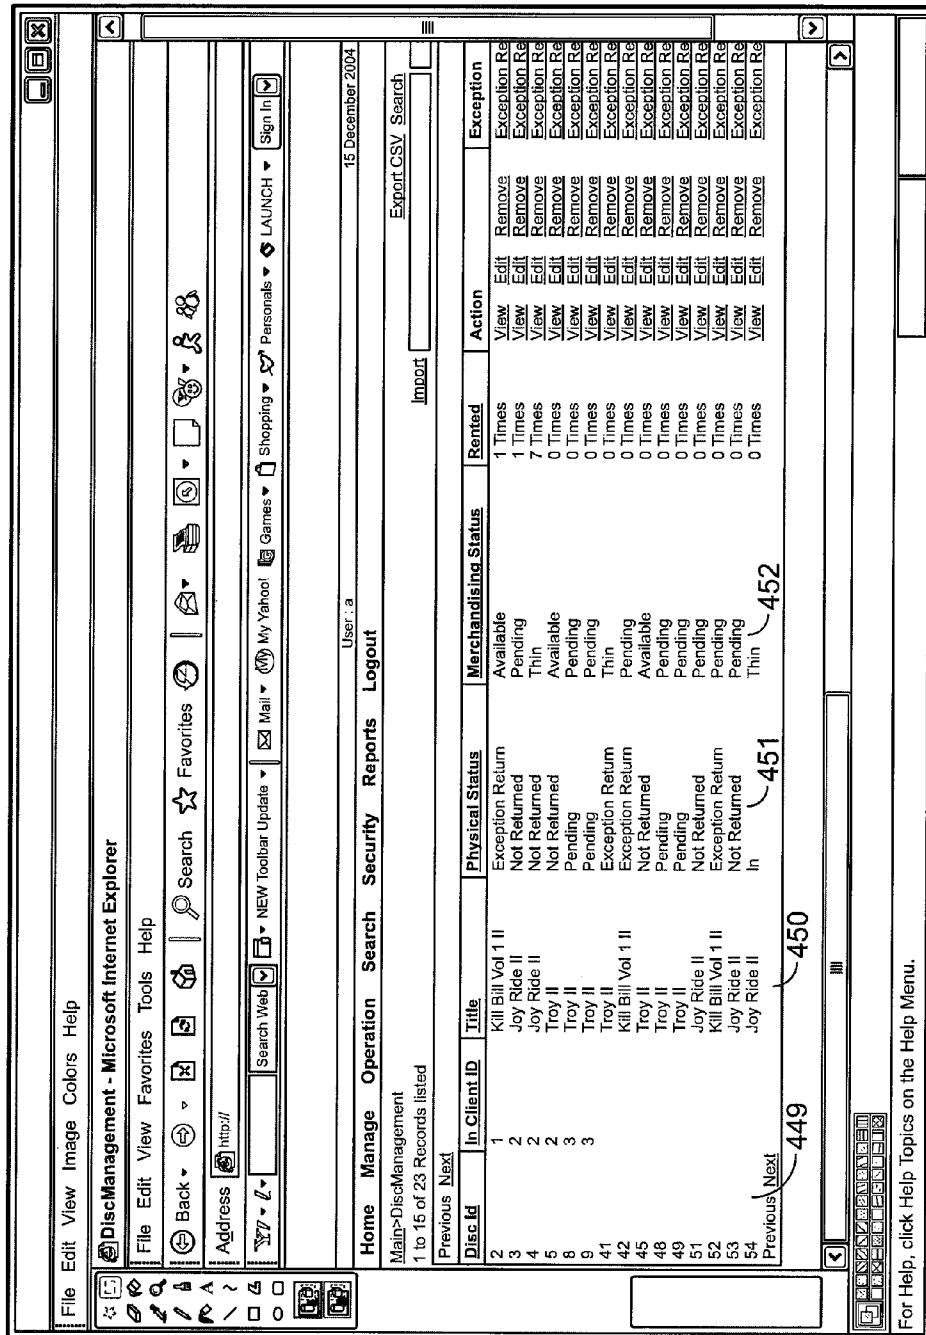 File Edit View Image Colors Help
DiscManagement - Microsoft Internet Explorer
File Edit View Favorites Tools Help
Back Search Favorites
Address http://
Search Web NEW Toolbar Update Mail My Yahoo! Games Shopping Personals LAUNCH Sign In
User : a 15 December 2004
Home Manage Operation Search Security Reports Logout
Main>DiscManagement Export CSV Search
1 to 15 of 23 Records listed Import
Previous Next
Disc Id In Client ID Title Physical Status Merchandising Status Rented Action Exception
2 1 Kill Bill Vol 1 II Exception Return Available 1 Times View Edit Remove Exception Re
3 2 Joy Ride II Not Returned Pending 1 Times View Edit Remove Exception Re
4 2 Joy Ride II Not Returned Thin 7 Times View Edit Remove Exception Re
5 2 Troy II Not Returned Available 0 Times View Edit Remove Exception Re
8 3 Troy II Pending Pending 0 Times View Edit Remove Exception Re
9 3 Troy II Pending Pending 0 Times View Edit Remove Exception Re
41 Troy II Exception Return Thin 0 Times View Edit Remove Exception Re
42 Kill Bill Vol 1 II Exception Return Pending 0 Times View Edit Remove Exception Re
45 Troy II Not Returned Available 0 Times View Edit Remove Exception Re
48 Troy II Pending Pending 0 Times View Edit Remove Exception Re
49 Troy II Pending Pending 0 Times View Edit Remove Exception Re
51 Joy Ride II Not Returned Pending 0 Times View Edit Remove Exception Re
52 Kill Bill Vol 1 II Exception Return Pending 0 Times View Edit Remove Exception Re
53 Joy Ride II Not Returned Pending 0 Times View Edit Remove Exception Re
54 Joy Ride II In Thin 0 Times View Edit Remove Exception Re
Previous Next
449 450 451 452
For Help, click Help Topics on the Help Menu.